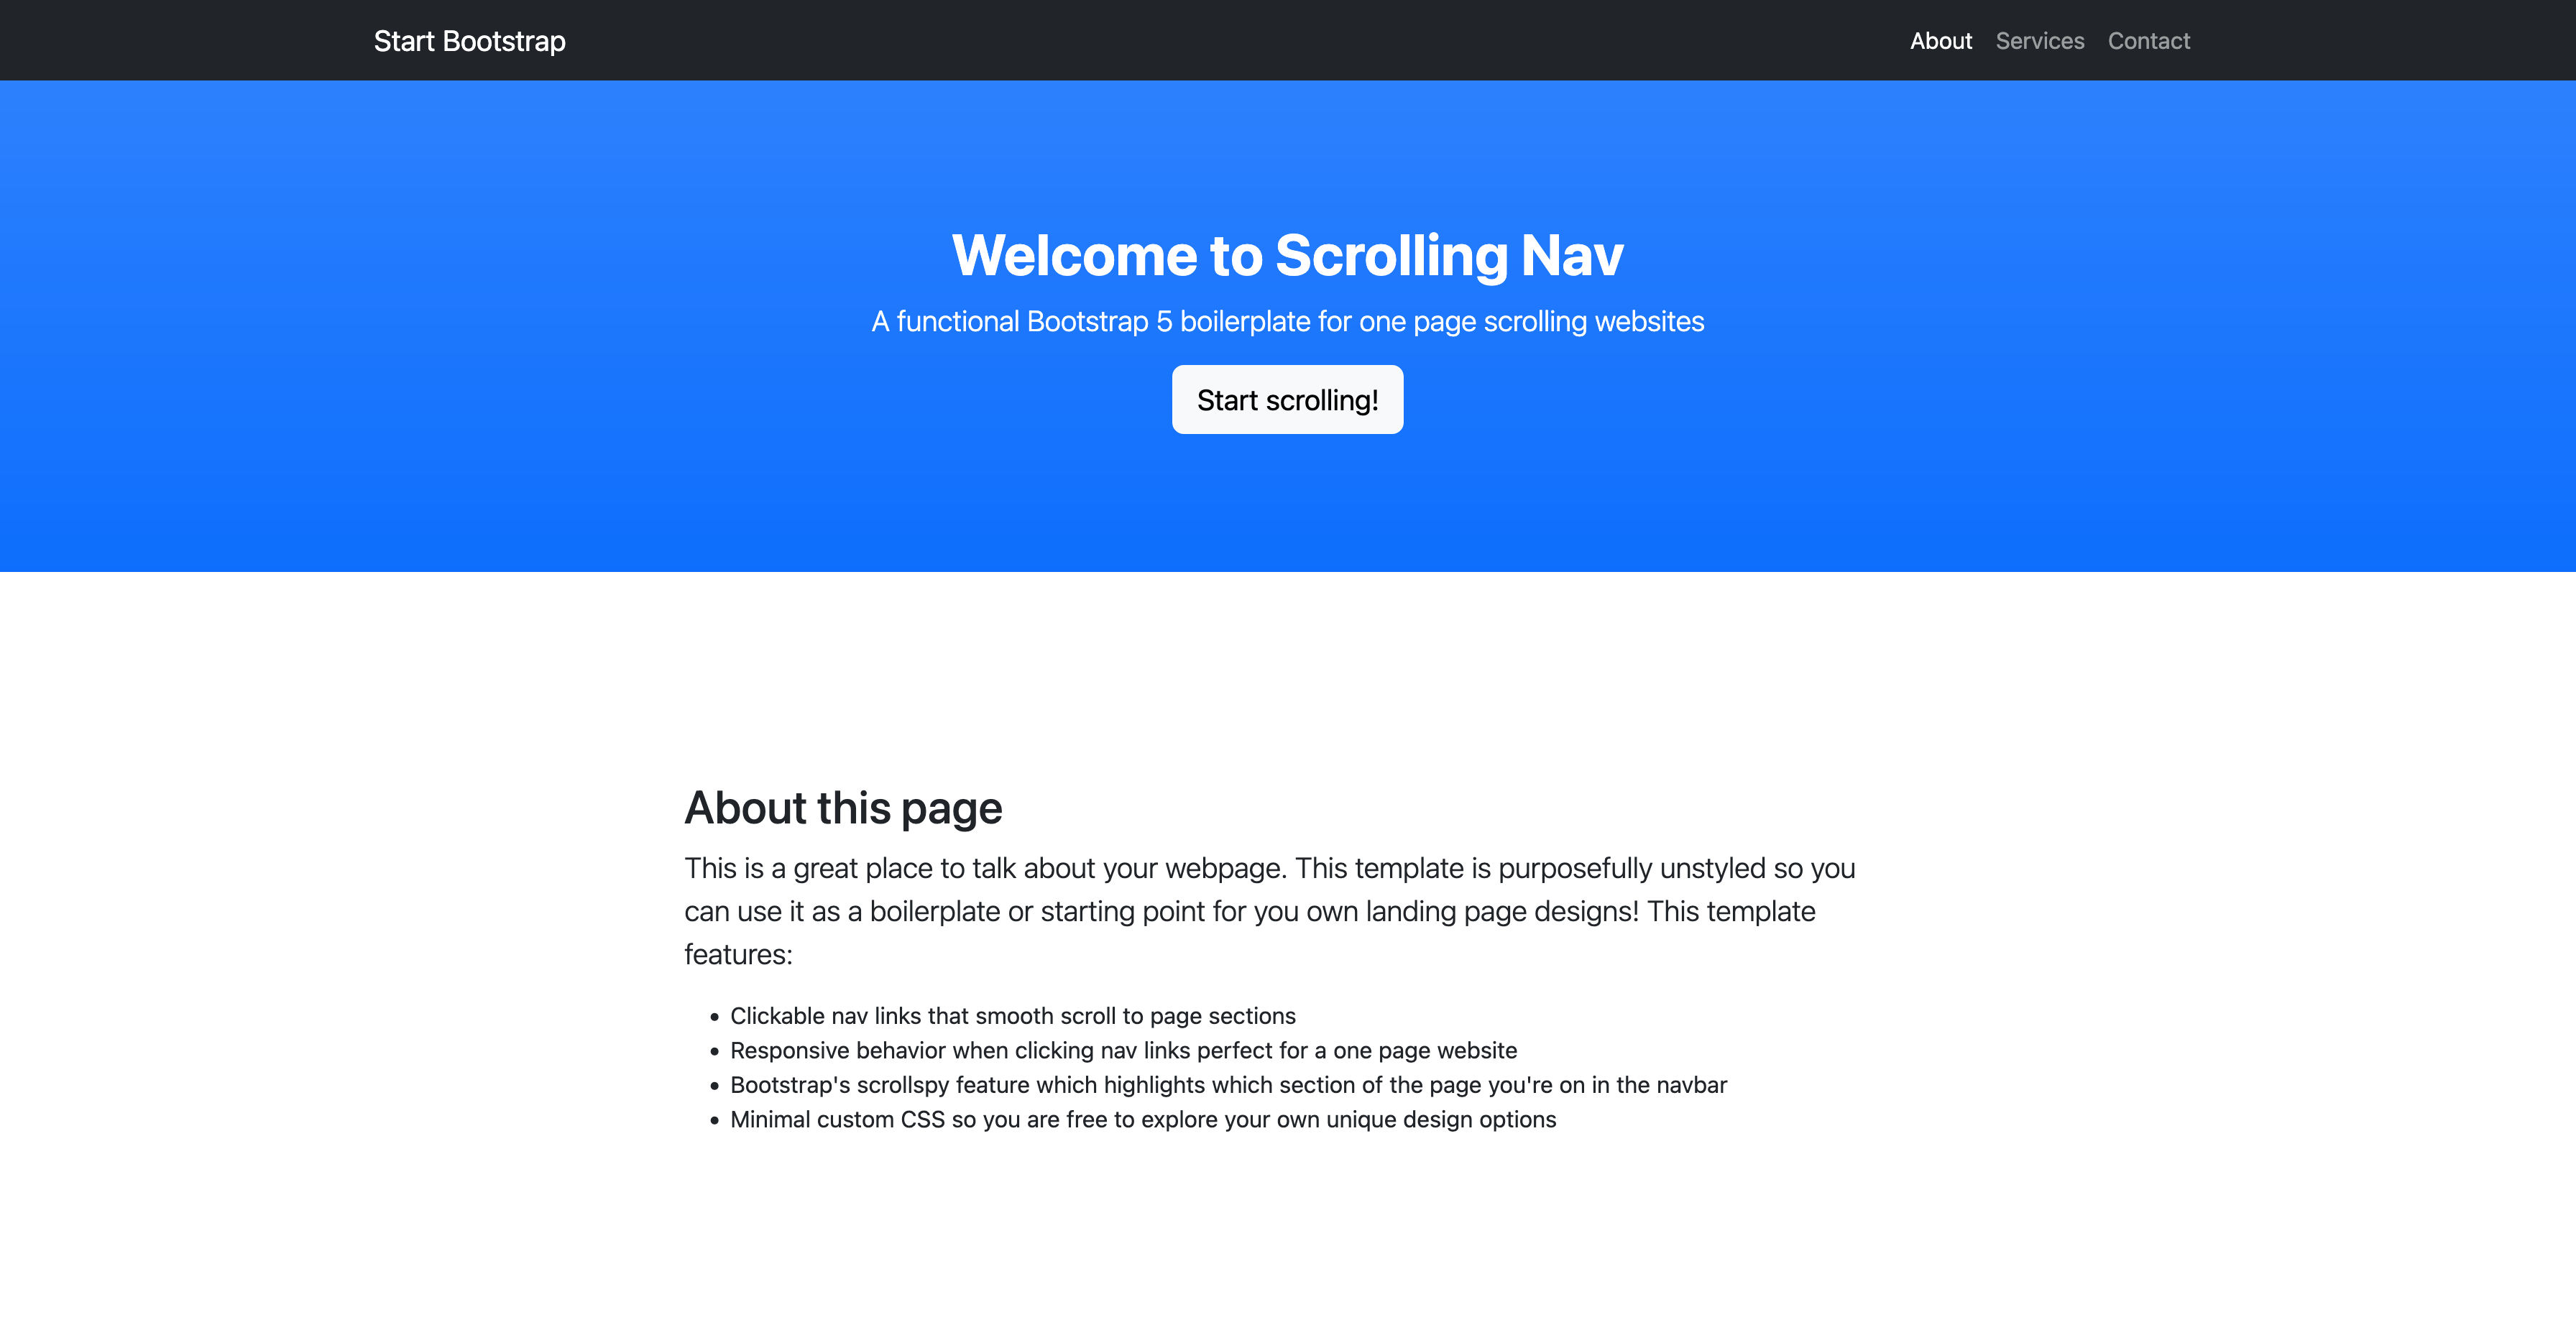 Start Bootstrap
About Services Contact
Welcome to Scrolling Nav
A functional Bootstrap 5 boilerplate for one page scrolling websites
Start scrolling!
About this page
This is a great place to talk about your webpage. This template is purposefully unstyled so you
can use it as a boilerplate or starting point for you own landing page designs! This template
features:
• Clickable nav links that smooth scroll to page sections
• Responsive behavior when clicking nav links perfect for a one page website
• Bootstrap's scrollspy feature which highlights which section of the page you're on in the navbar
• Minimal custom CSS so you are free to explore your own unique design options